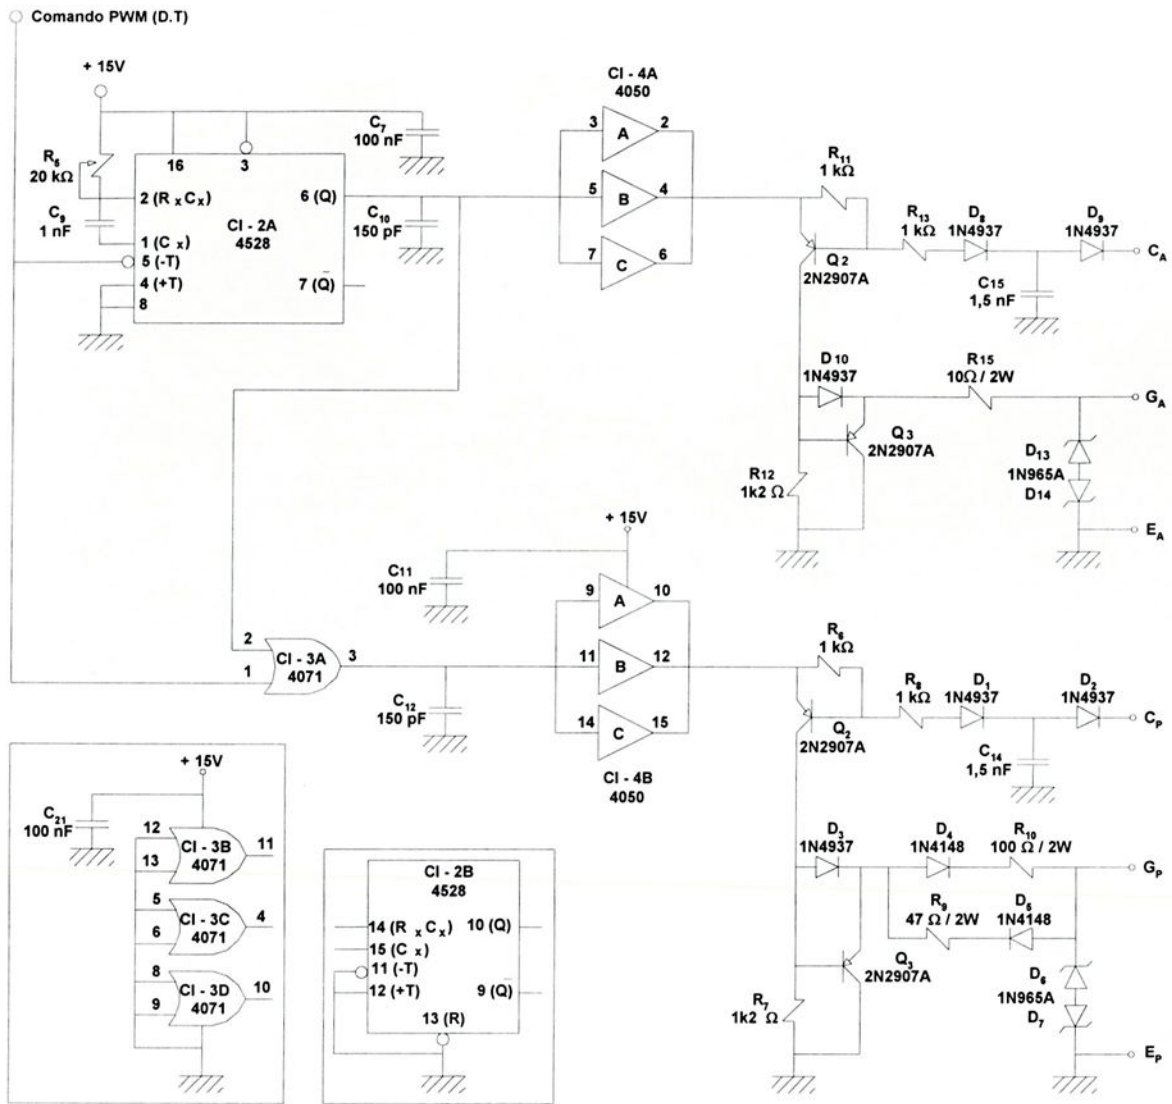 Comando PWM (D.T)
+ 15V
R5
20 kΩ
C9
1 nF
16
3
C7
100 nF
2 (RxCx)
6 (Q)
CI - 2A
4528
1 (Cx)
5 (-T)
4 (+T)
8
7 (Q̅)
C10
150 pF
CI - 4A
4050
3
A
2
5
B
4
7
C
6
R11
1 kΩ
Q2
2N2907A
R13
1 kΩ
D8
1N4937
C15
1,5 nF
D9
1N4937
CA
D10
1N4937
Q3
2N2907A
R12
1k2 Ω
R15
10Ω / 2W
GA
D13
1N965A
D14
EA
+ 15V
C11
100 nF
2
1
CI - 3A
4071
3
C12
150 pF
9
A
10
11
B
12
14
C
15
CI - 4B
4050
R6
1 kΩ
Q2
2N2907A
R8
1 kΩ
D1
1N4937
C14
1,5 nF
D2
1N4937
CP
D3
1N4937
D4
1N4148
R10
100 Ω / 2W
GP
R9
47 Ω / 2W
D5
1N4148
Q3
2N2907A
R7
1k2 Ω
D6
1N965A
D7
EP
+ 15V
C21
100 nF
12
13
CI - 3B
4071
11
5
6
CI - 3C
4071
4
8
9
CI - 3D
4071
10
CI - 2B
4528
14 (RxCx)
15 (Cx)
11 (-T)
12 (+T)
13 (R)
10 (Q)
9 (Q̅)